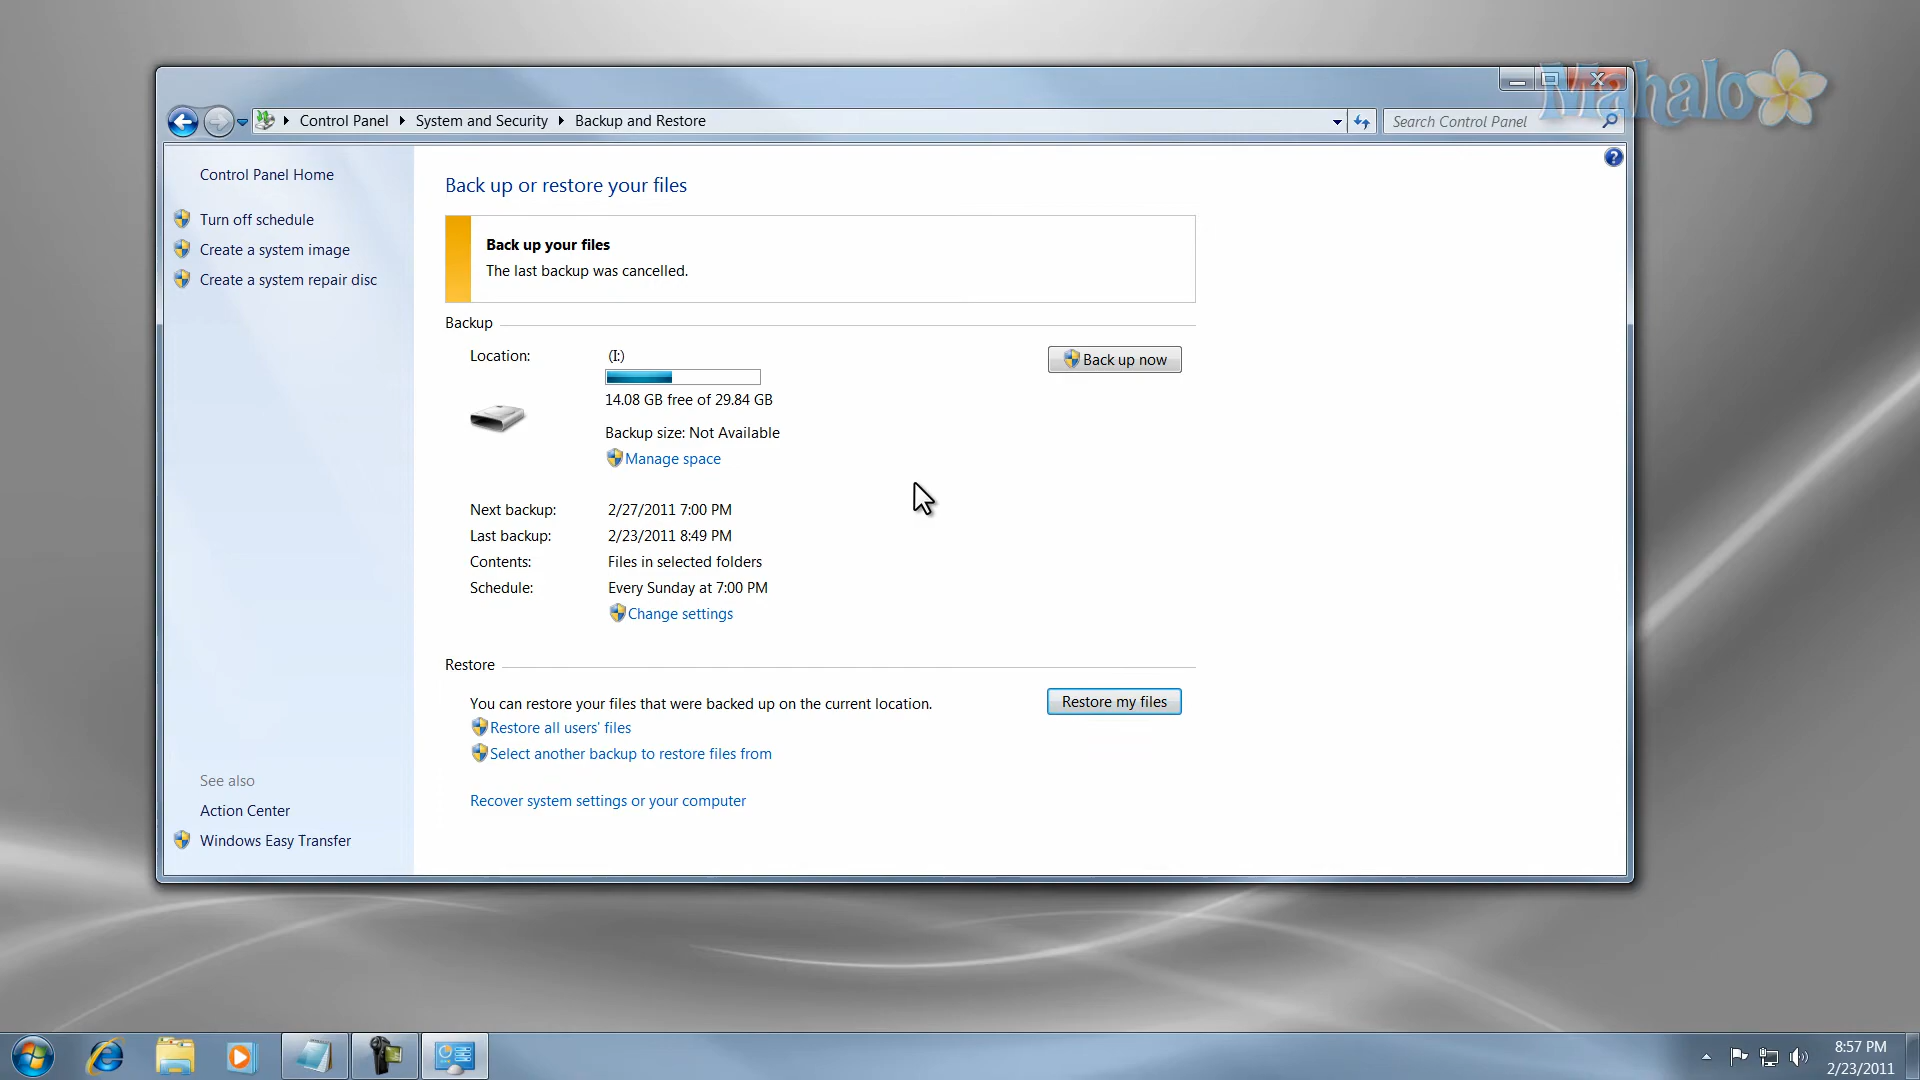 Mahalo
Control Panel
System and Security
Backup and Restore
Search Control Panel
?
Control Panel Home
Turn off schedule
Create a system image
Create a system repair disc
Back up or restore your files
Back up your files
The last backup was cancelled.
Backup
Location:
(I:)
Back up now
14.08 GB free of 29.84 GB
Backup size: Not Available
Manage space
Next backup:
2/27/2011 7:00 PM
Last backup:
2/23/2011 8:49 PM
Contents:
Files in selected folders
Schedule:
Every Sunday at 7:00 PM
Change settings
Restore
You can restore your files that were backed up on the current location.
Restore my files
Restore all users' files
Select another backup to restore files from
Recover system settings or your computer
See also
Action Center
Windows Easy Transfer
8:57 PM
2/23/2011